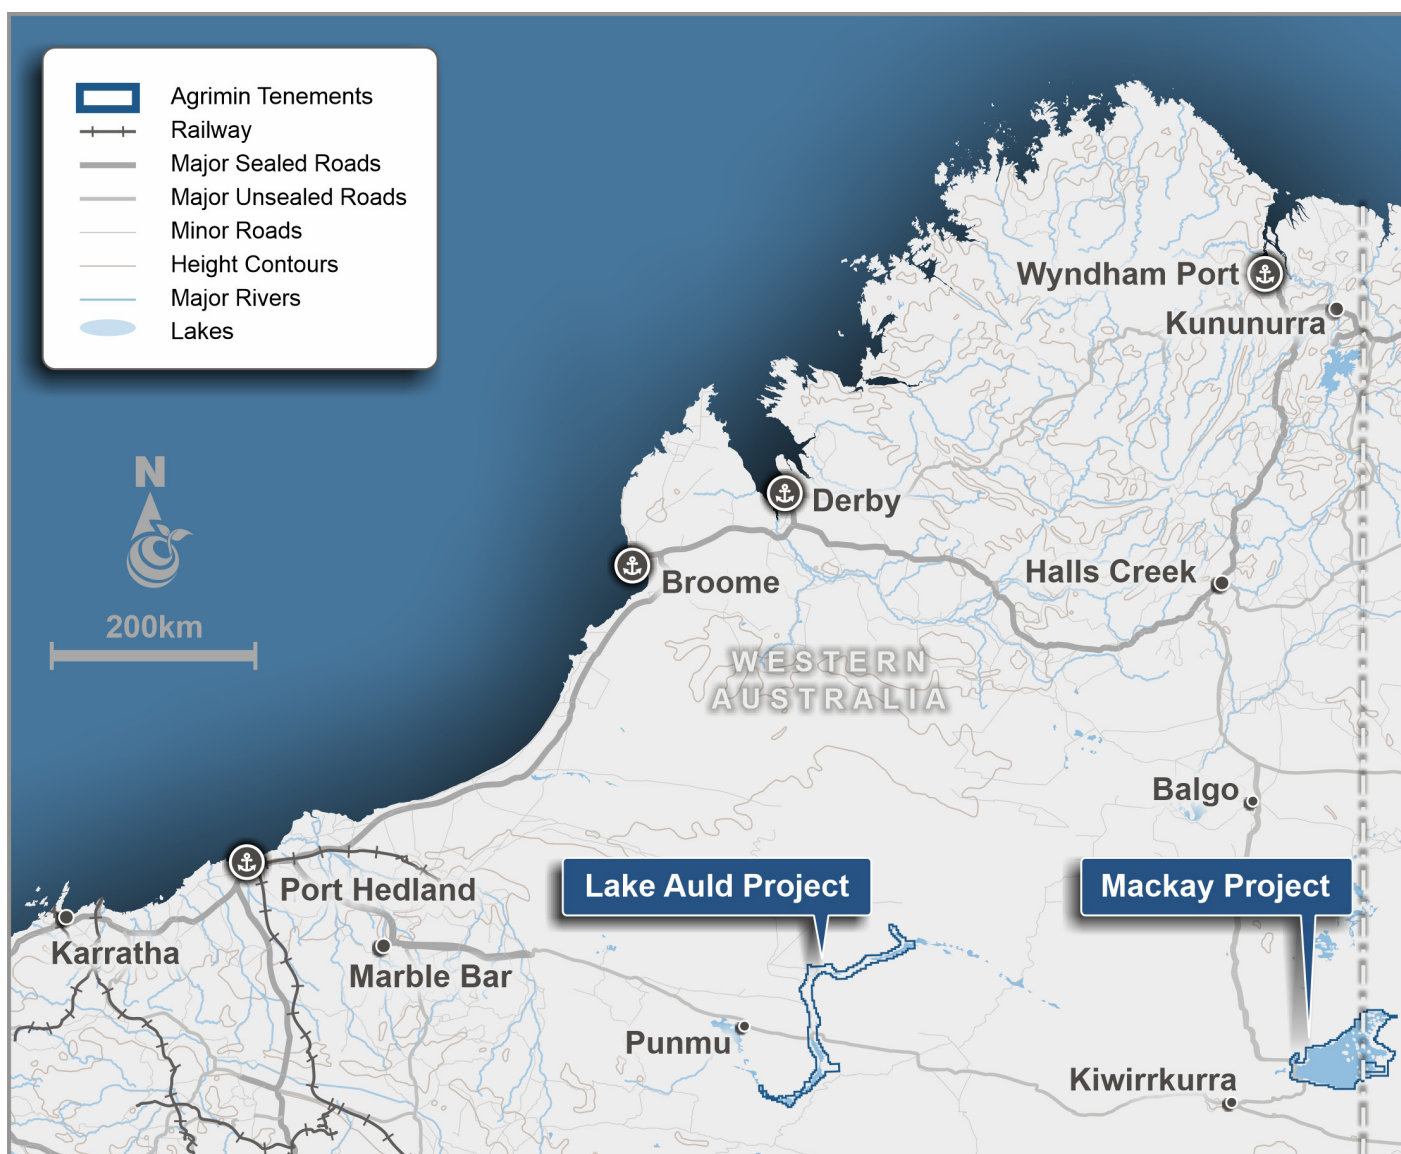 Agrimin Tenements
Railway
Major Sealed Roads
Major Unsealed Roads
Minor Roads
Height Contours
Major Rivers
Lakes
N
200km
Wyndham Port
Kununurra
Derby
Broome
Halls Creek
WESTERN
AUSTRALIA
Balgo
Lake Auld Project
Mackay Project
Port Hedland
Karratha
Marble Bar
Punmu
Kiwirrkurra